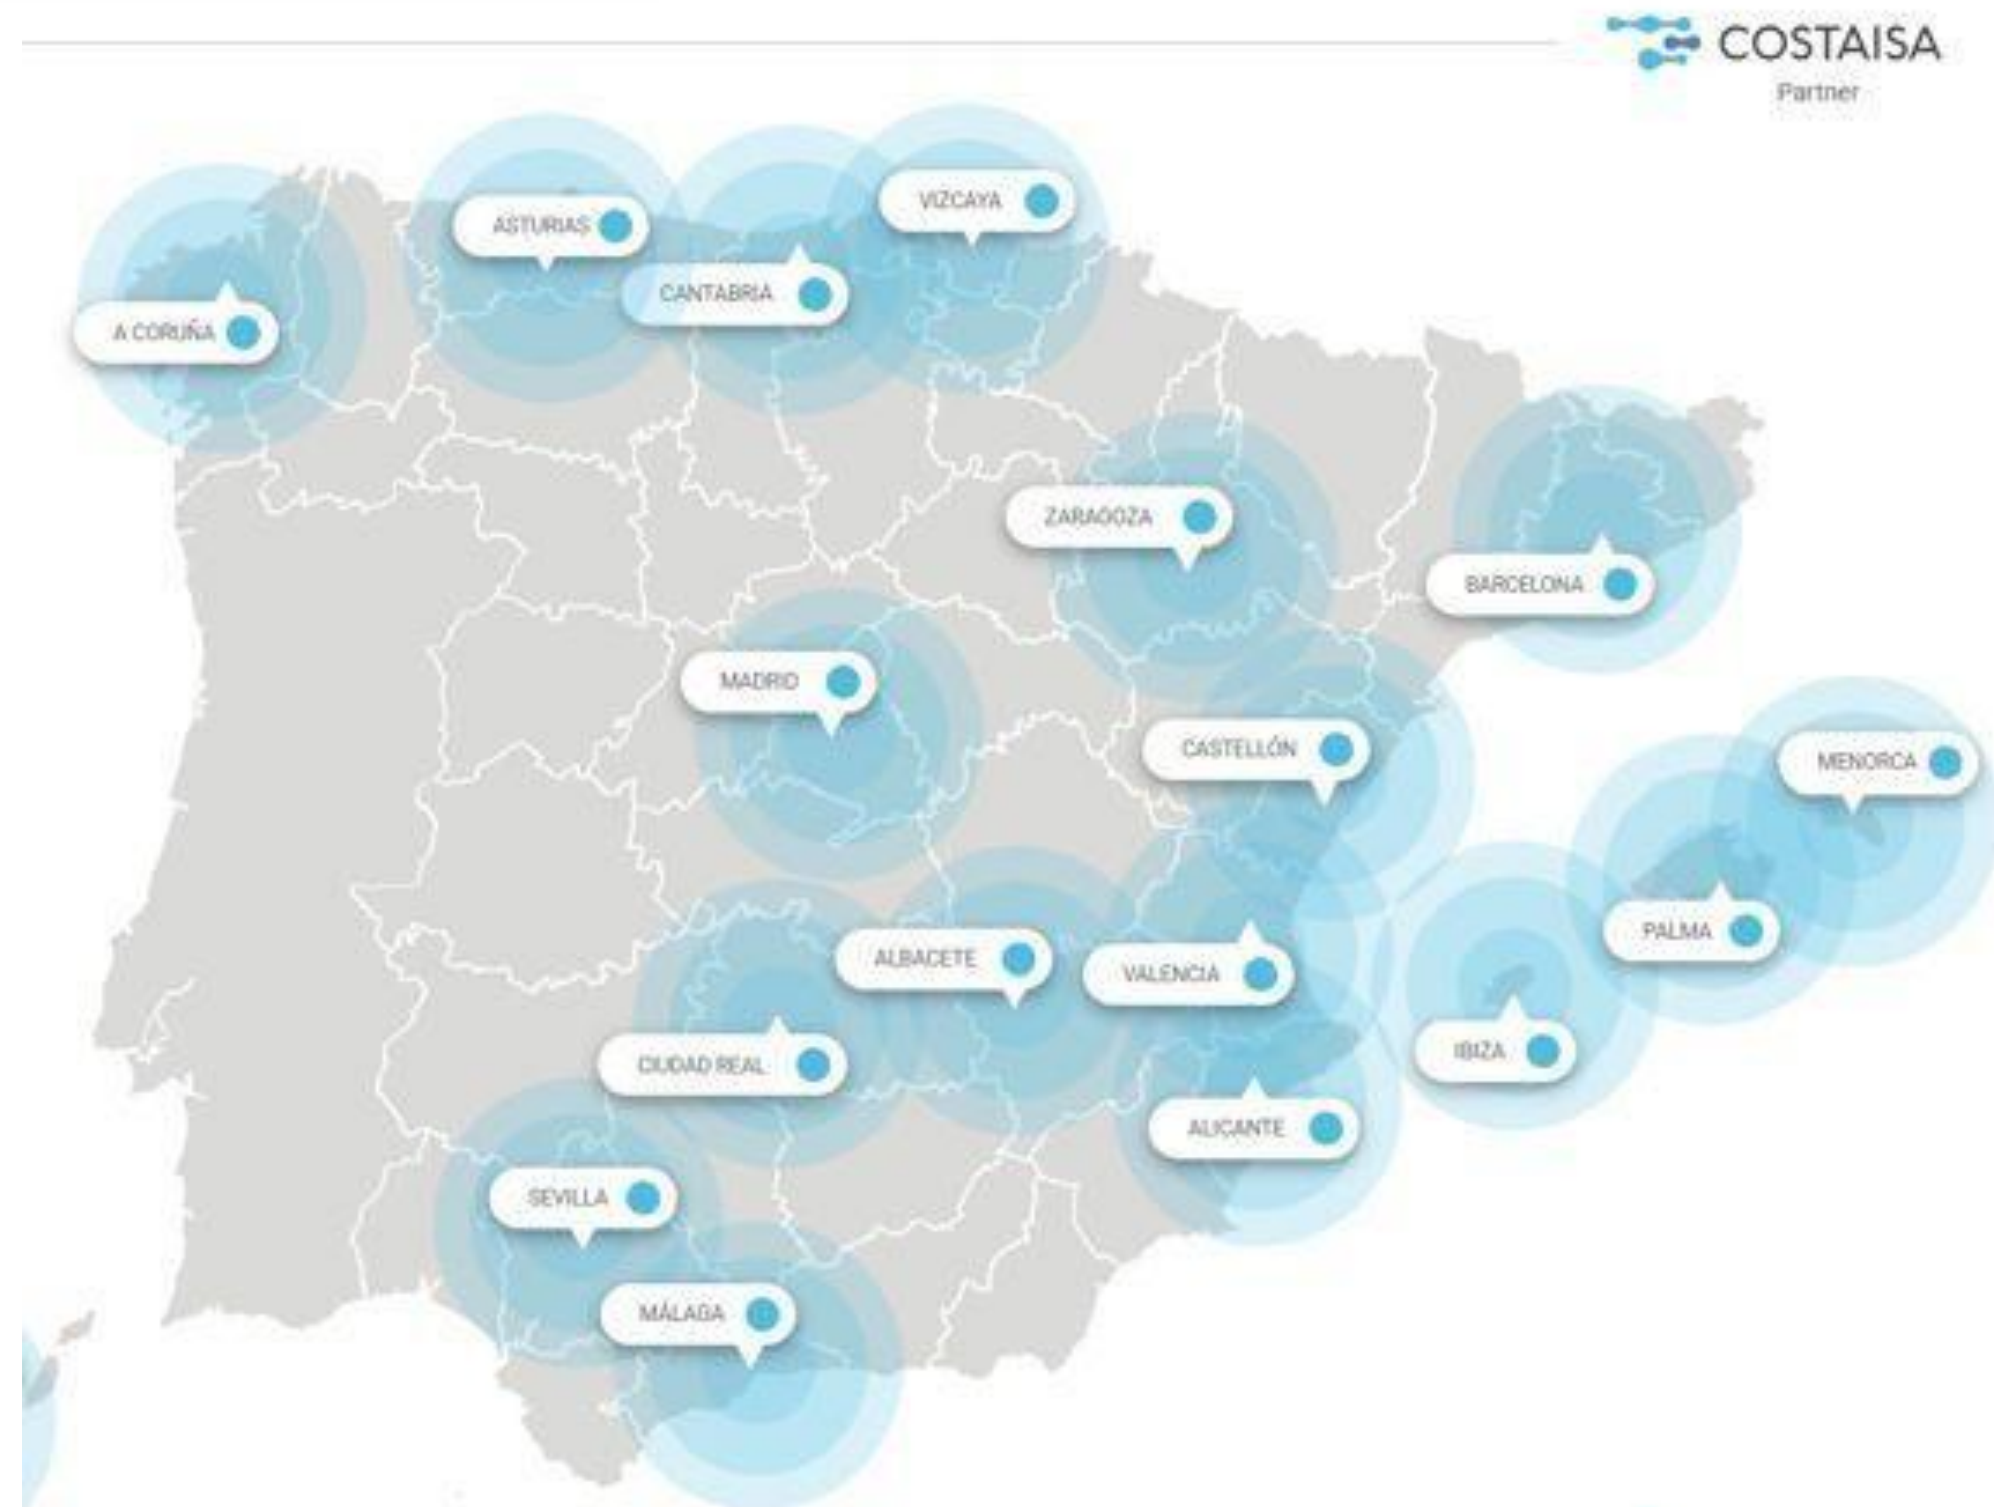 COSTAISA
Partner
VIZCAYA
ASTURIAS
CANTABRIA
A CORUÑA
ZARAGOZA
BARCELONA
MADRID
CASTELLÓN
MENORCA
PALMA
ALBACETE
VALENCIA
IBIZA
CIUDAD REAL
ALICANTE
SEVILLA
MÁLAGA